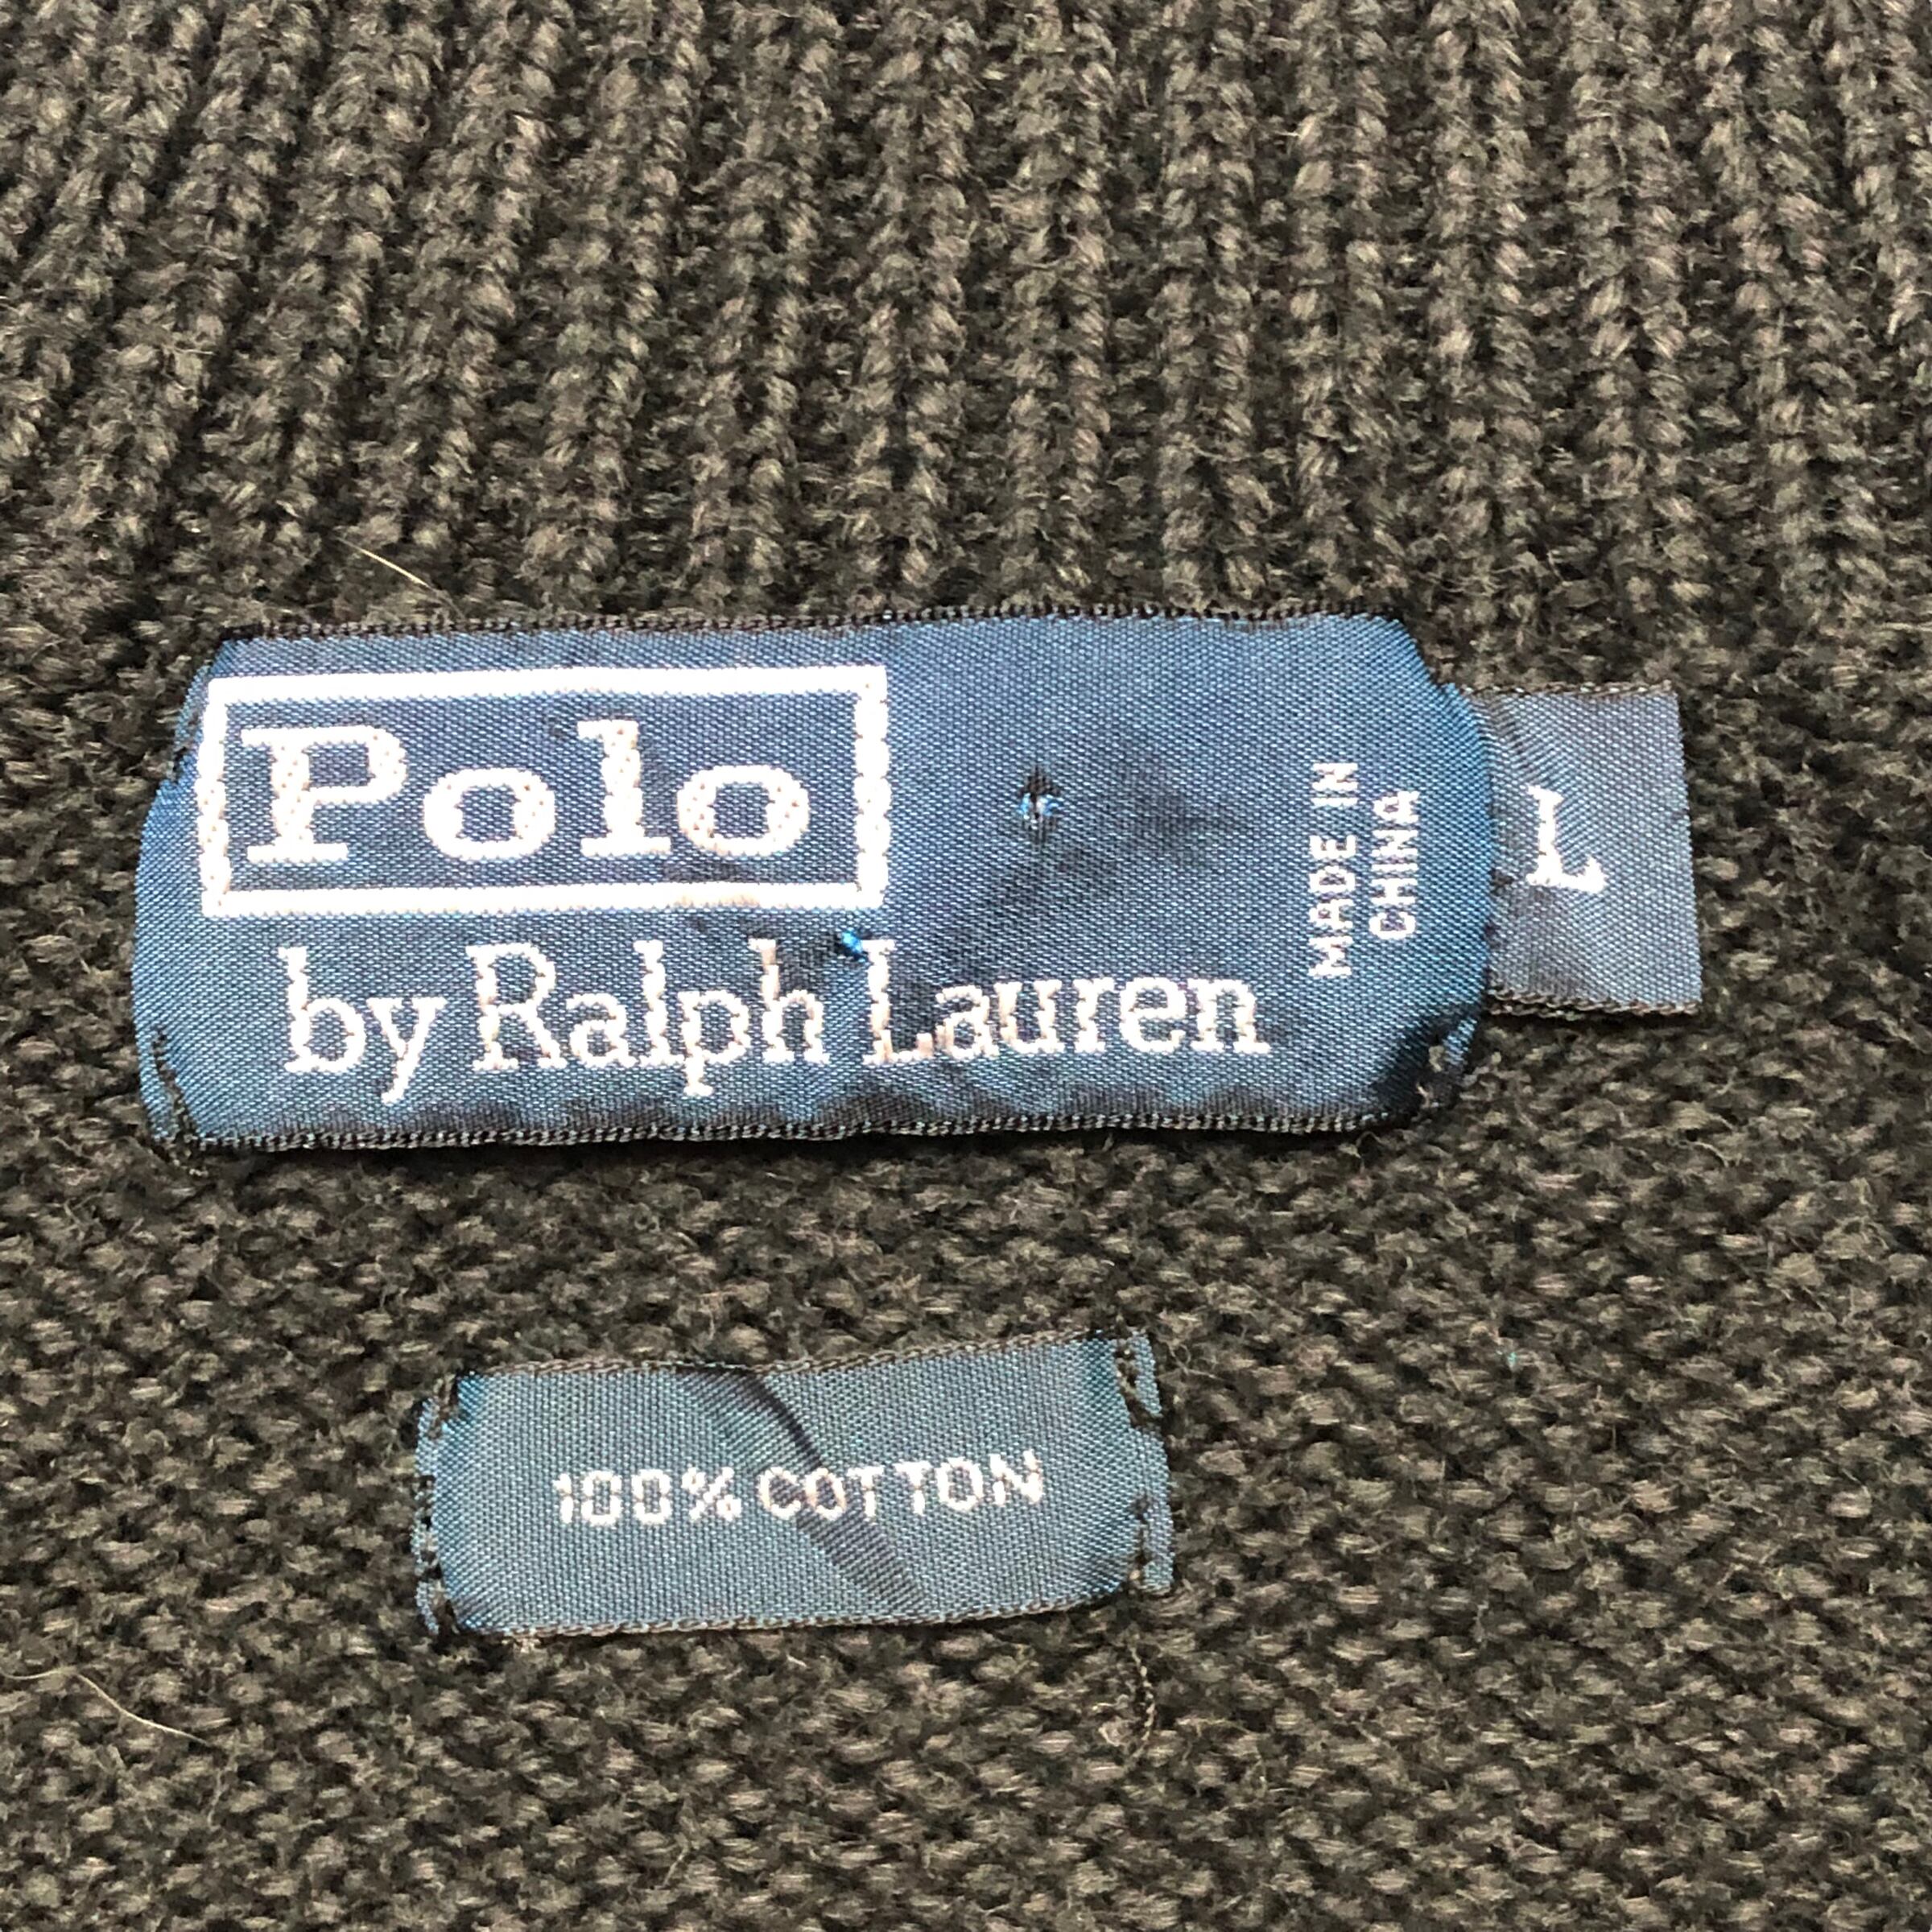 Polo
by Ralph Lauren
MADE IN
CHINA
L
100% COTTON